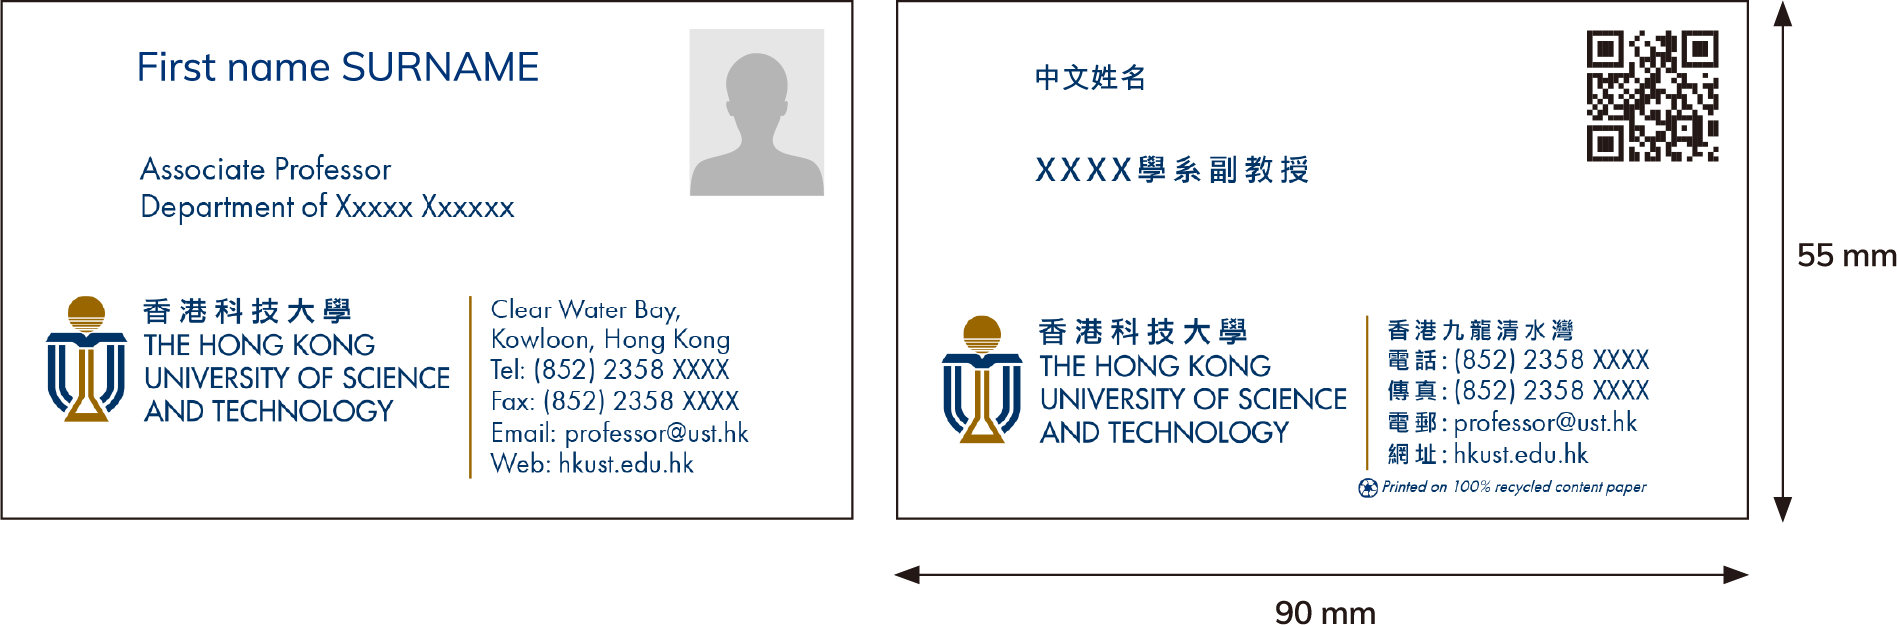 First name SURNAME
Associate Professor
Department of Xxxxx Xxxxxx
香港科技大學
THE HONG KONG
UNIVERSITY OF SCIENCE
AND TECHNOLOGY
Clear Water Bay,
Kowloon, Hong Kong
Tel: (852) 2358 XXXX
Fax: (852) 2358 XXXX
Email: professor@ust.hk
Web: hkust.edu.hk
中文姓名
XXXX學系副教授
香港科技大學
THE HONG KONG
UNIVERSITY OF SCIENCE
AND TECHNOLOGY
香港九龍清水灣
電話: (852) 2358 XXXX
傳真: (852) 2358 XXXX
電郵: professor@ust.hk
網址: hkust.edu.hk
Printed on 100% recycled content paper
55 mm
90 mm